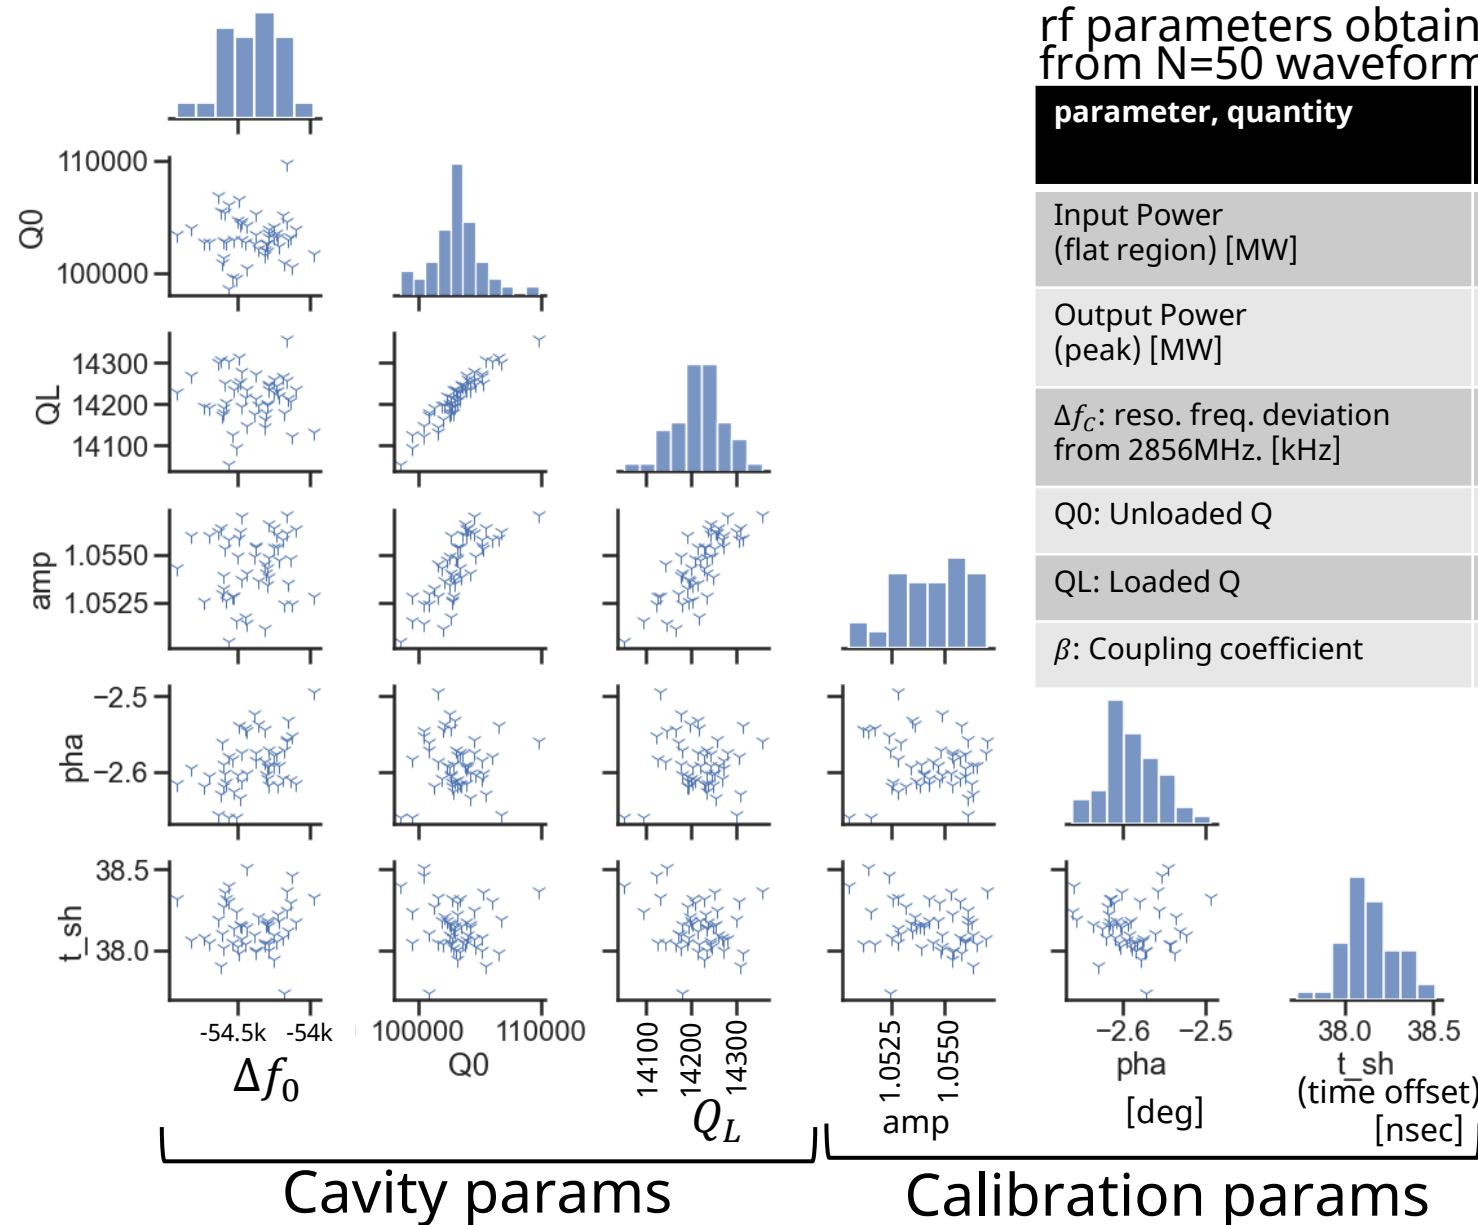 rf parameters obtain
from N=50 waveform
parameter, quantity
Input Power
(flat region) [MW]
Output Power
(peak) [MW]
Δf_C: reso. freq. deviation
from 2856MHz. [kHz]
Q0: Unloaded Q
QL: Loaded Q
β: Coupling coefficient
110000
Q0
100000
14300
QL
14200
14100
1.0550
amp
1.0525
−2.5
pha
−2.6
38.5
t_sh
38.0
-54.5k -54k
Δf₀
100000 110000
Q0
14100 14200 14300
Q_L
1.0525 1.0550
amp
−2.6 −2.5
pha
[deg]
38.0 38.5
t_sh
(time offset)
[nsec]
Cavity params
Calibration params